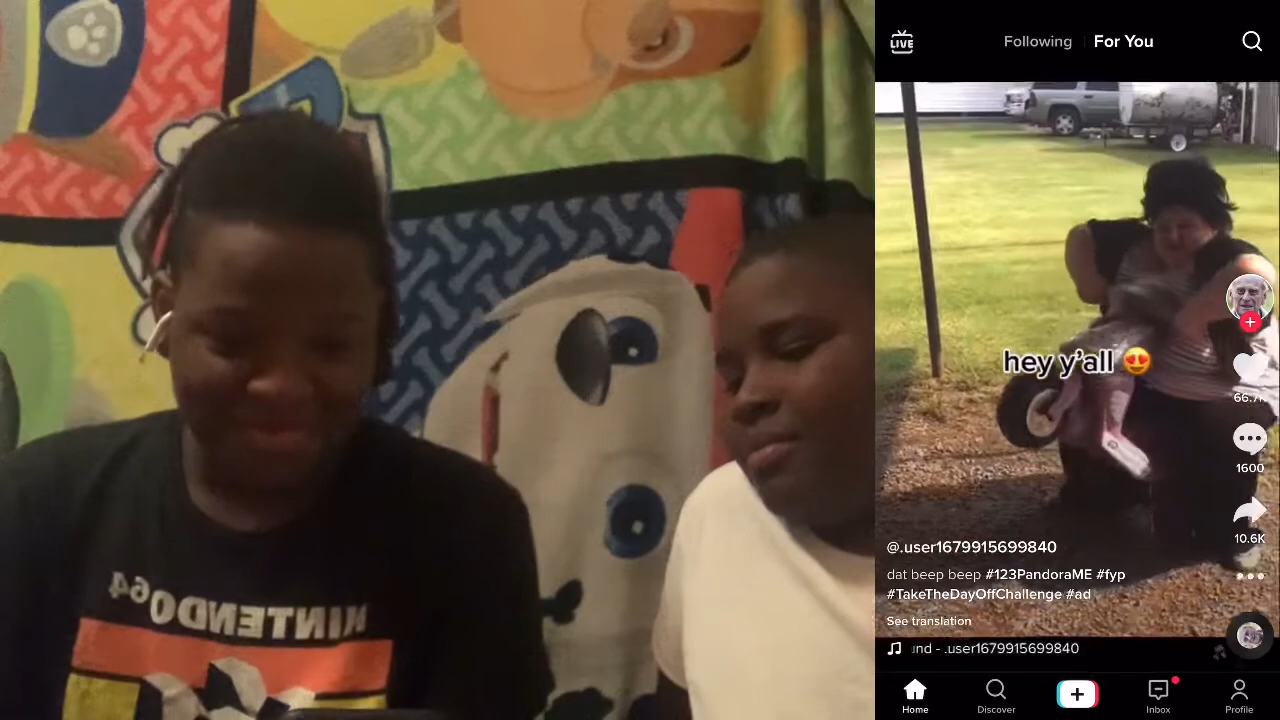 LIVE
Following
For You
NINTENDO64
hey y'all 😍
66.7K
1600
10.6K
@.user1679915699840
dat beep beep #123PandoraME #fyp
#TakeTheDayOffChallenge #ad
See translation
und - .user1679915699840
Home
Discover
Inbox
Profile